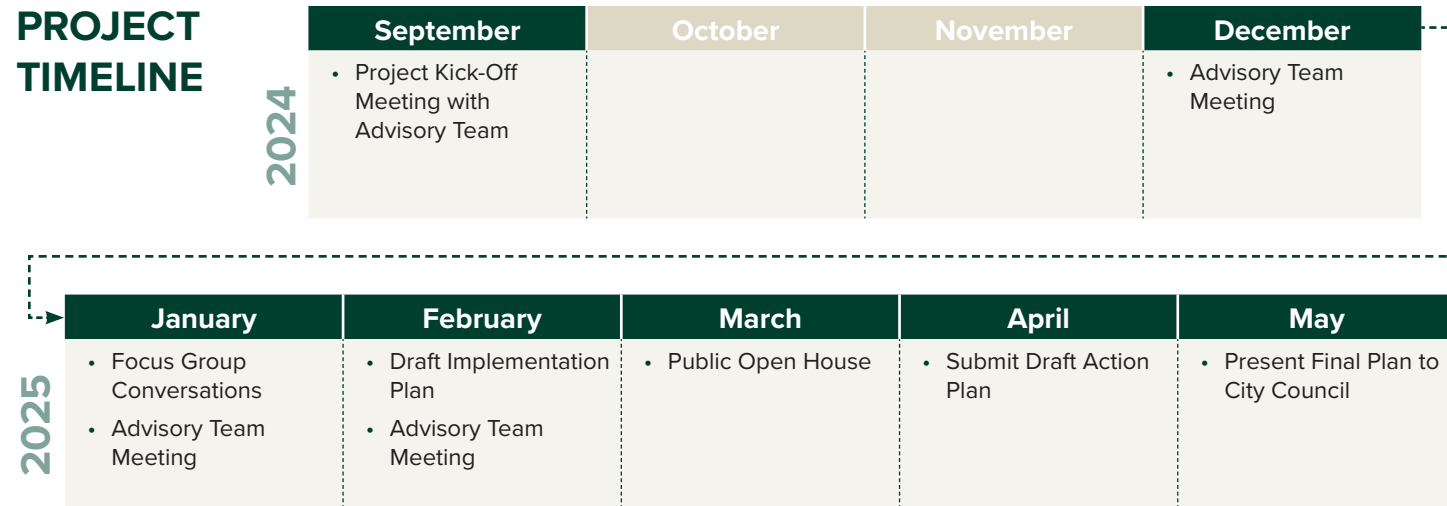 PROJECT
TIMELINE
2024
September
• Project Kick-Off
Meeting with
Advisory Team
October
November
December
• Advisory Team
Meeting
2025
January
• Focus Group
Conversations
• Advisory Team
Meeting
February
• Draft Implementation
Plan
• Advisory Team
Meeting
March
• Public Open House
April
• Submit Draft Action
Plan
May
• Present Final Plan to
City Council